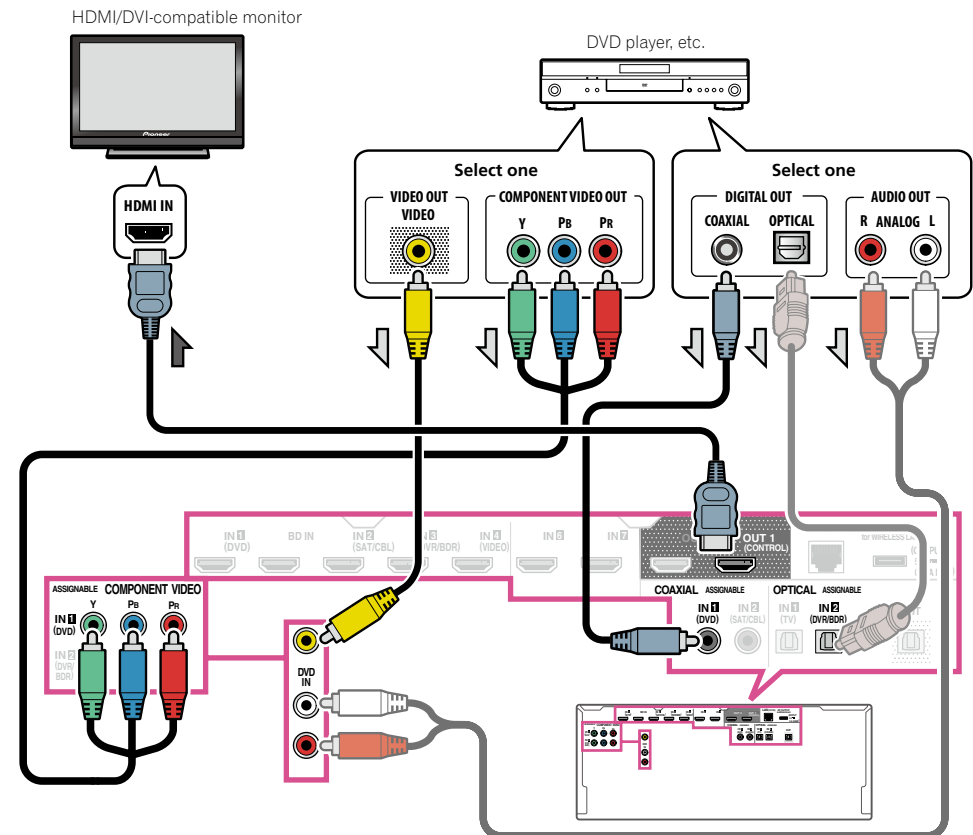 HDMI/DVI-compatible monitor
DVD player, etc.
Pioneer
HDMI IN
Select one
VIDEO OUT
VIDEO
COMPONENT VIDEO OUT
Y PB PR
Select one
DIGITAL OUT
COAXIAL OPTICAL
AUDIO OUT
R ANALOG L
IN 1
(DVD)
BD IN
IN 2
(SAT/CBL)
IN 3
VR/BDR)
IN 4
(VIDEO)
IN 5
IN 7
OUT 1
(CONTROL)
for WIRELESS
ASSIGNABLE COMPONENT VIDEO
Y PB PR
IN 1
(DVD)
IN 2
(DVR/
BDR)
DVD
IN
COAXIAL ASSIGNABLE
IN 1
(DVD)
IN 2
(SAT/CBL)
OPTICAL ASSIGNABLE
IN 1
(TV)
IN 2
(DVR/BDR)